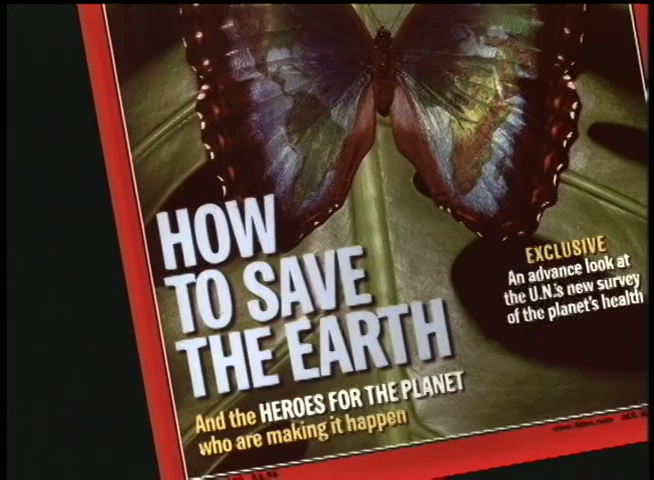 HOW
TO SAVE
THE EARTH
And the HEROES FOR THE PLANET
who are making it happen
EXCLUSIVE
An advance look at
the U.N.'s new survey
of the planet's health